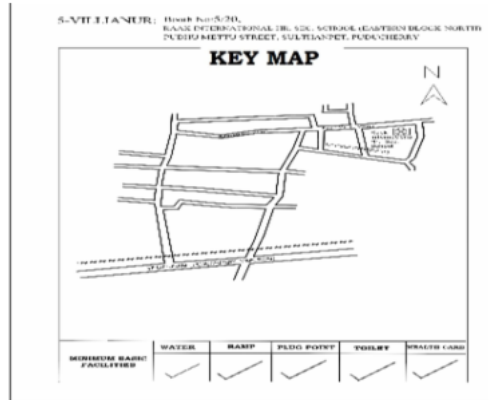 5-VILLIANUR: Booth No:5/20,
RAAK INTERNATIONAL HR. SEC. SCHOOL (EASTERN BLOCK NORTH)
PUDHU METTU STREET, SULTHANPET, PUDUCHERRY
KEY MAP
N
WATER RAMP PLUG POINT TOILET HEALTH CARD
MINIMUM BASIC
FACILITIES